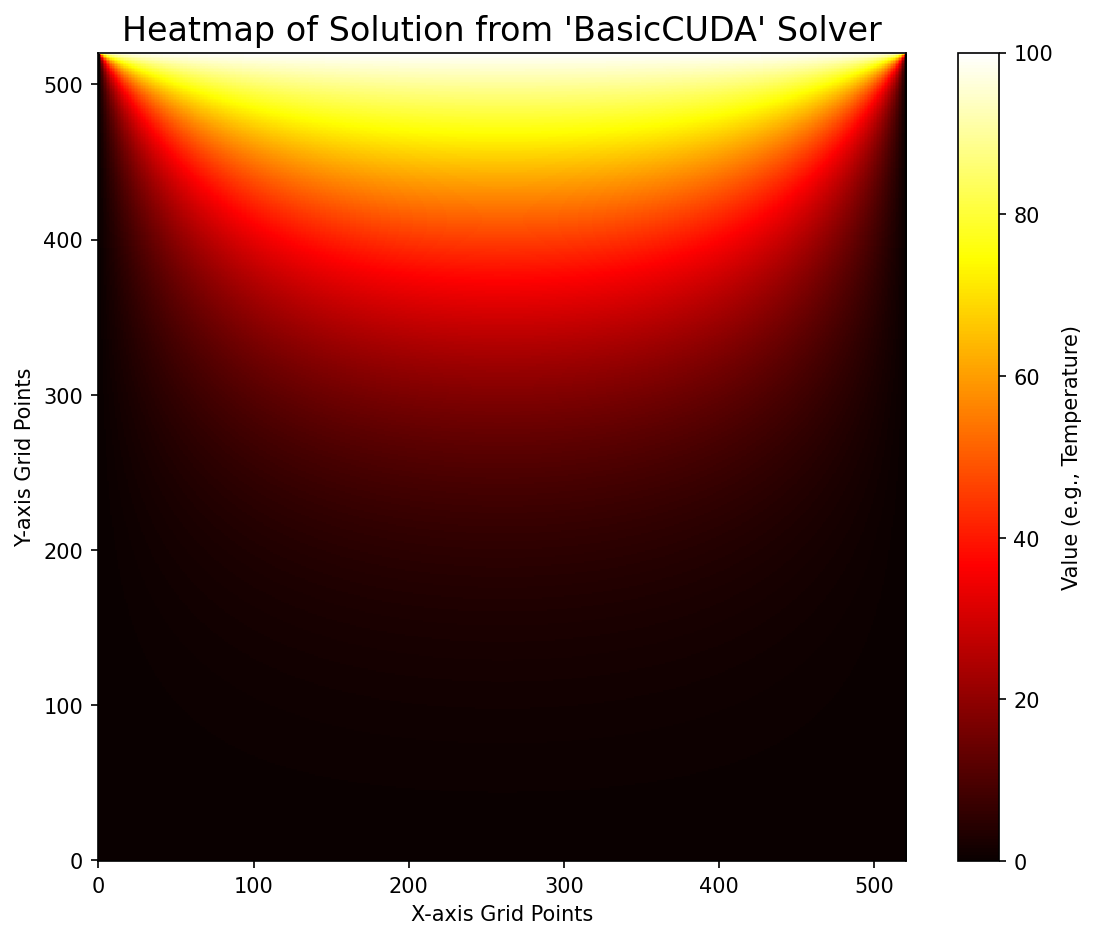 Heatmap of Solution from 'BasicCUDA' Solver
500
400
300
200
100
0
Y-axis Grid Points
0 100 200 300 400 500
X-axis Grid Points
100
80
60
40
20
0
Value (e.g., Temperature)